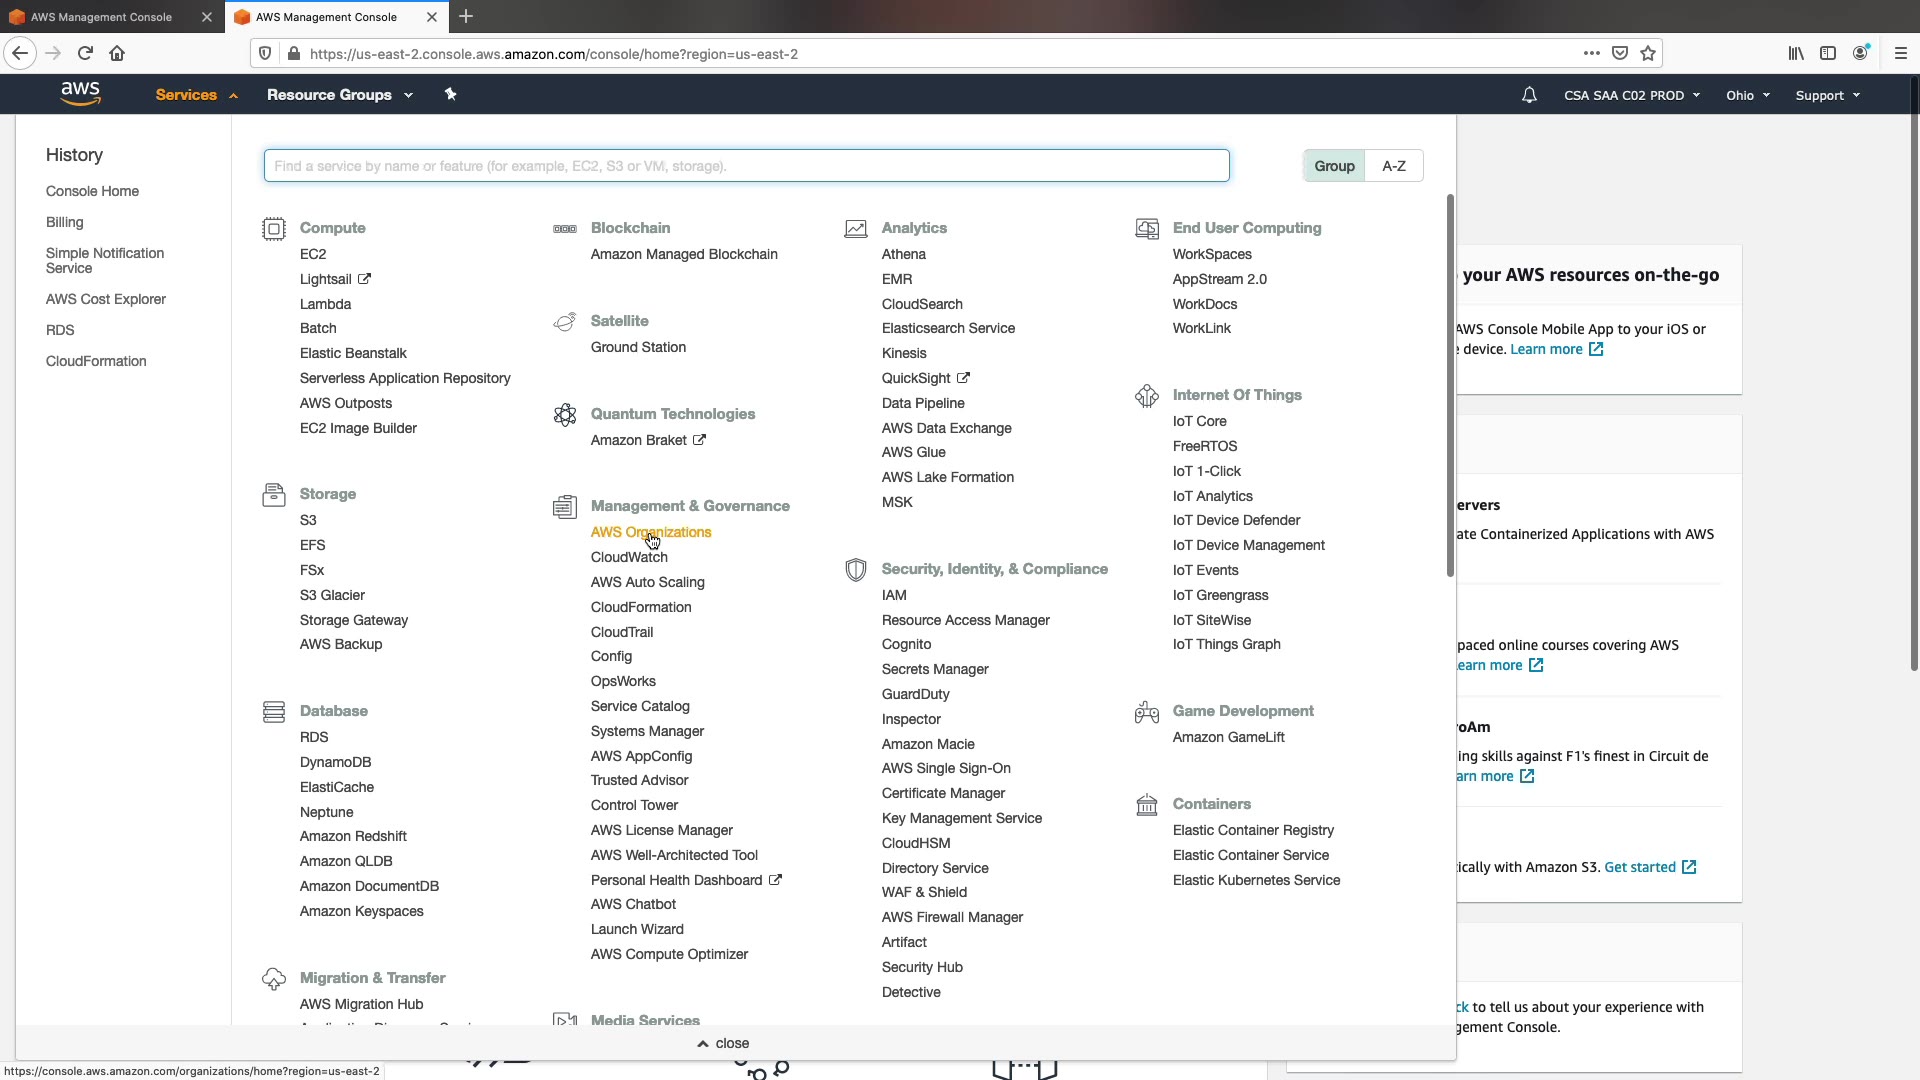 AWS Management Console
AWS Management Console
https://us-east-2.console.aws.amazon.com/console/home?region=us-east-2
aws
Services
Resource Groups
CSA SAA C02 PROD
Ohio
Support
History
Console Home
Billing
Simple Notification
Service
AWS Cost Explorer
RDS
CloudFormation
Find a service by name or feature (for example, EC2, S3 or VM, storage).
Group
A-Z
Compute
EC2
Lightsail
Lambda
Batch
Elastic Beanstalk
Serverless Application Repository
AWS Outposts
EC2 Image Builder
Storage
S3
EFS
FSx
S3 Glacier
Storage Gateway
AWS Backup
Database
RDS
DynamoDB
ElastiCache
Neptune
Amazon Redshift
Amazon QLDB
Amazon DocumentDB
Amazon Keyspaces
Migration & Transfer
AWS Migration Hub
Blockchain
Amazon Managed Blockchain
Satellite
Ground Station
Quantum Technologies
Amazon Braket
Management & Governance
AWS Organizations
CloudWatch
AWS Auto Scaling
CloudFormation
CloudTrail
Config
OpsWorks
Service Catalog
Systems Manager
AWS AppConfig
Trusted Advisor
Control Tower
AWS License Manager
AWS Well-Architected Tool
Personal Health Dashboard
AWS Chatbot
Launch Wizard
AWS Compute Optimizer
Media Services
Analytics
Athena
EMR
CloudSearch
Elasticsearch Service
Kinesis
QuickSight
Data Pipeline
AWS Data Exchange
AWS Glue
AWS Lake Formation
MSK
Security, Identity, & Compliance
IAM
Resource Access Manager
Cognito
Secrets Manager
GuardDuty
Inspector
Amazon Macie
AWS Single Sign-On
Certificate Manager
Key Management Service
CloudHSM
Directory Service
WAF & Shield
AWS Firewall Manager
Artifact
Security Hub
Detective
End User Computing
WorkSpaces
AppStream 2.0
WorkDocs
WorkLink
Internet Of Things
IoT Core
FreeRTOS
IoT 1-Click
IoT Analytics
IoT Device Defender
IoT Device Management
IoT Events
IoT Greengrass
IoT SiteWise
IoT Things Graph
Game Development
Amazon GameLift
Containers
Elastic Container Registry
Elastic Container Service
Elastic Kubernetes Service
your AWS resources on-the-go
AWS Console Mobile App to your iOS or
device. Learn more
ervers
ate Containerized Applications with AWS
paced online courses covering AWS
earn more
oAm
ing skills against F1's finest in Circuit de
arn more
ically with Amazon S3. Get started
ck to tell us about your experience with
gement Console.
close
https://console.aws.amazon.com/organizations/home?region=us-east-2